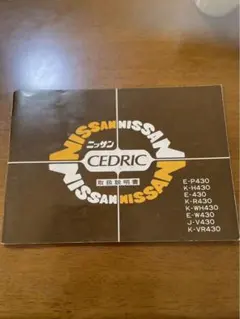 NISSAN NISSAN
ニッサン
CEDRIC
取扱説明書
NISSAN NISSAN
E-P430
K-H430
E-430
K-R430
K-WH430
E-W430
J-V430
K-VR430